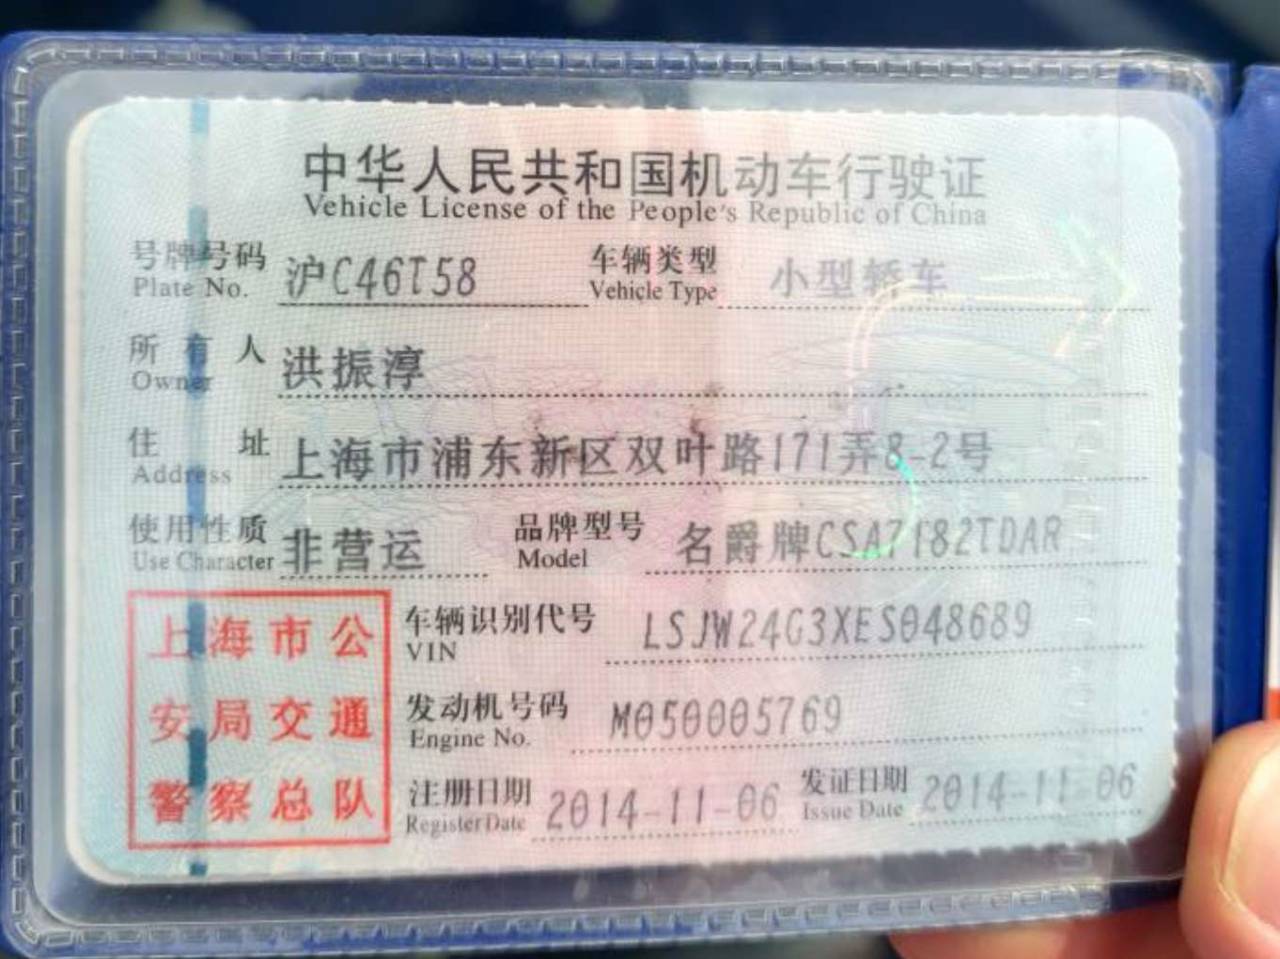 中华人民共和国机动车行驶证
Vehicle License of the People's Republic of China
号牌号码 沪C46T58 车辆类型 小型轿车
Plate No. Vehicle Type
所有人 洪振淳
Owner
住址 上海市浦东新区双叶路171弄8-2号
Address
使用性质 非营运 品牌型号 名爵牌CSA7182TDAR
Use Character Model
上海市公
安局交通
警察总队
车辆识别代号 LSJW24G3XES048689
VIN
发动机号码 M050005769
Engine No.
注册日期 2014-11-06 发证日期 2014-11-06
Register Date Issue Date